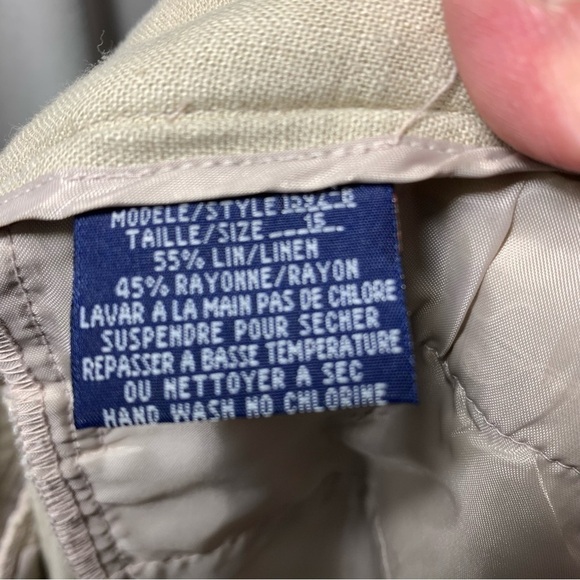 MODELE/STYLE
TAILLE/SIZE 15
55% LIN/LINEN
45% RAYONNE/RAYON
LAVAR A LA MAIN PAS DE CHLORE
SUSPENDRE POUR SECHER
REPASSER A BASSE TEMPERATURE
OU NETTOYER A SEC
HAND WASH NO CHLORINE